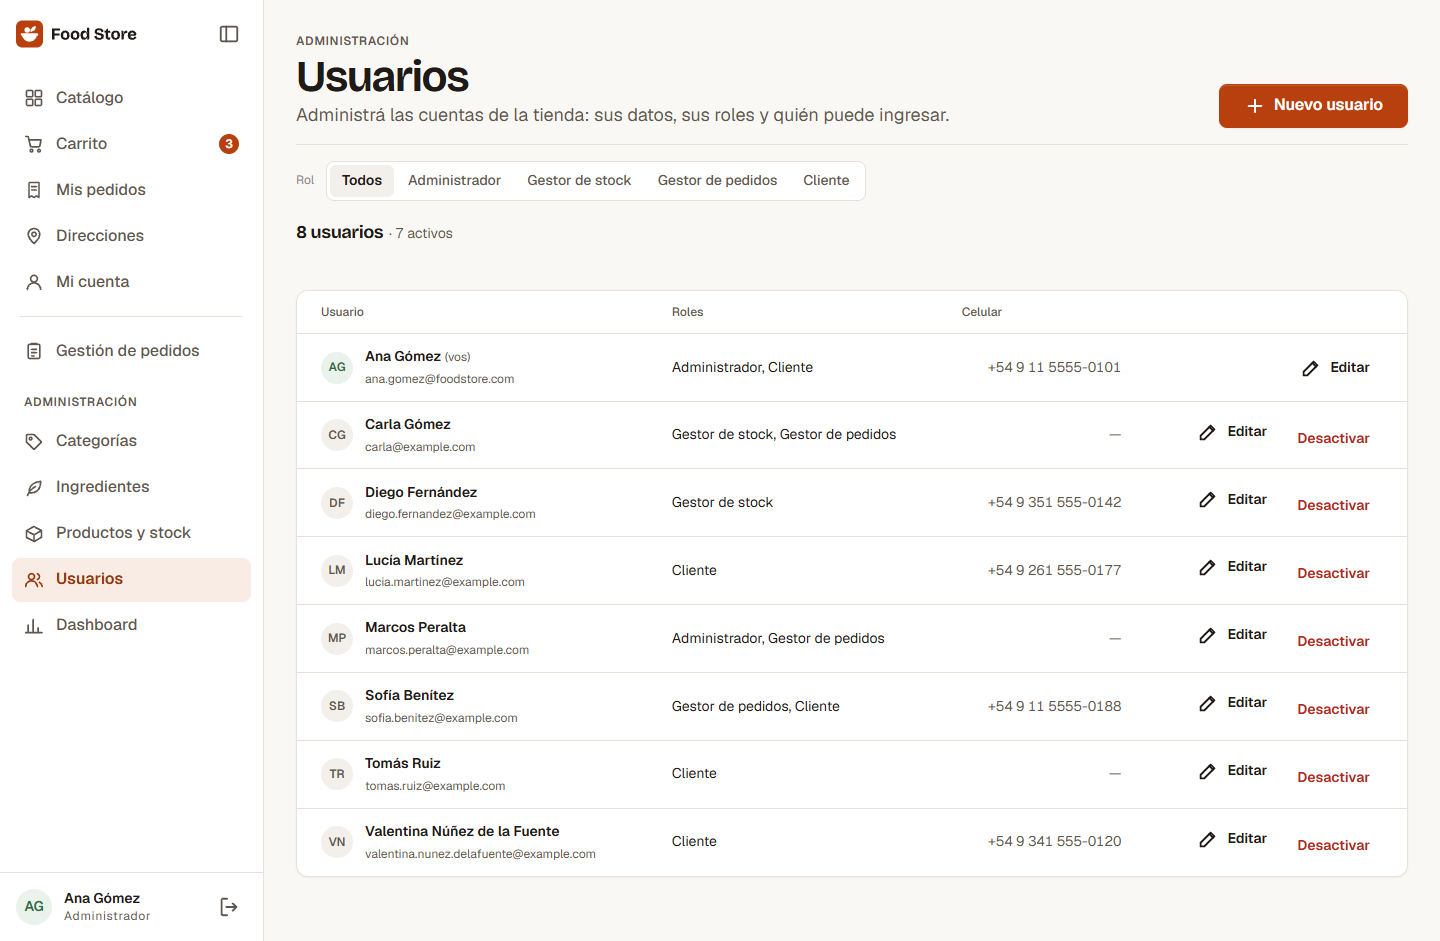 Food Store
Catálogo
Carrito 3
Mis pedidos
Direcciones
Mi cuenta
Gestión de pedidos
ADMINISTRACIÓN
Categorías
Ingredientes
Productos y stock
Usuarios
Dashboard
AG Ana Gómez
Administrador
ADMINISTRACIÓN
Usuarios
Administrá las cuentas de la tienda: sus datos, sus roles y quién puede ingresar.
Nuevo usuario
Rol Todos Administrador Gestor de stock Gestor de pedidos Cliente
8 usuarios · 7 activos
Usuario Roles Celular
AG Ana Gómez (vos) Administrador, Cliente +54 9 11 5555-0101 Editar
ana.gomez@foodstore.com
CG Carla Gómez Gestor de stock, Gestor de pedidos — Editar Desactivar
carla@example.com
DF Diego Fernández Gestor de stock +54 9 351 555-0142 Editar Desactivar
diego.fernandez@example.com
LM Lucía Martínez Cliente +54 9 261 555-0177 Editar Desactivar
lucia.martinez@example.com
MP Marcos Peralta Administrador, Gestor de pedidos — Editar Desactivar
marcos.peralta@example.com
SB Sofía Benítez Gestor de pedidos, Cliente +54 9 11 5555-0188 Editar Desactivar
sofia.benitez@example.com
TR Tomás Ruiz Cliente — Editar Desactivar
tomas.ruiz@example.com
VN Valentina Núñez de la Fuente Cliente +54 9 341 555-0120 Editar Desactivar
valentina.nunez.delafuente@example.com